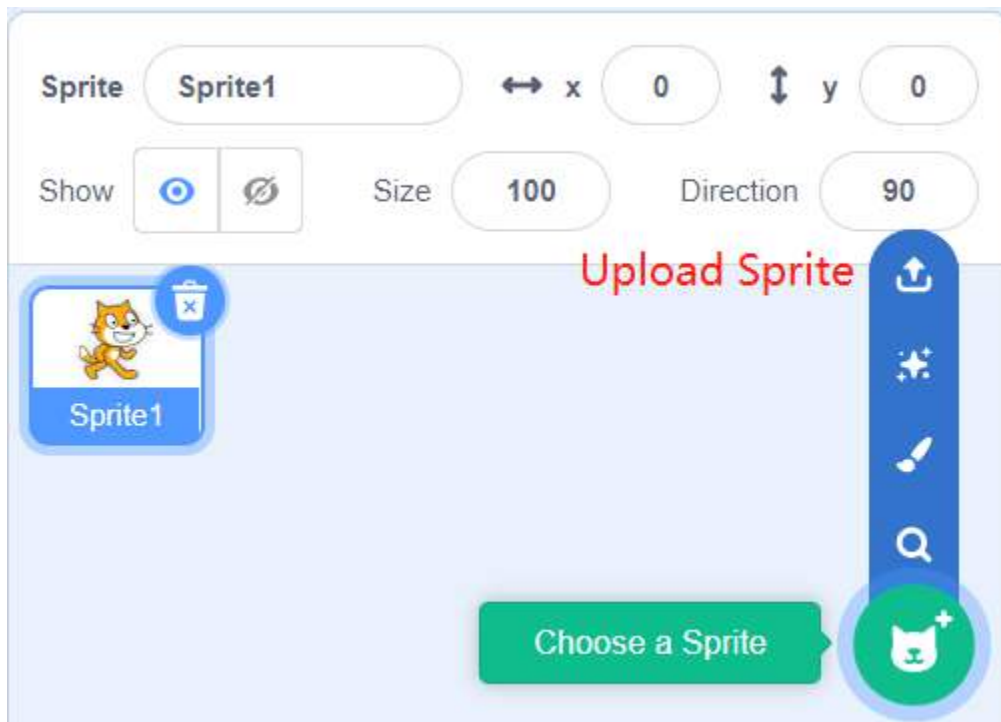 Sprite Sprite1 x 0 y 0
Show Size 100 Direction 90
Upload Sprite
Sprite1
Choose a Sprite